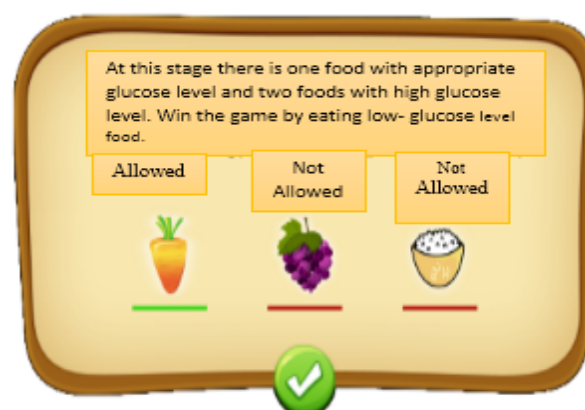 At this stage there is one food with appropriate
glucose level and two foods with high glucose
level. Win the game by eating low- glucose level
food.
Allowed
Not
Allowed
Not
Allowed